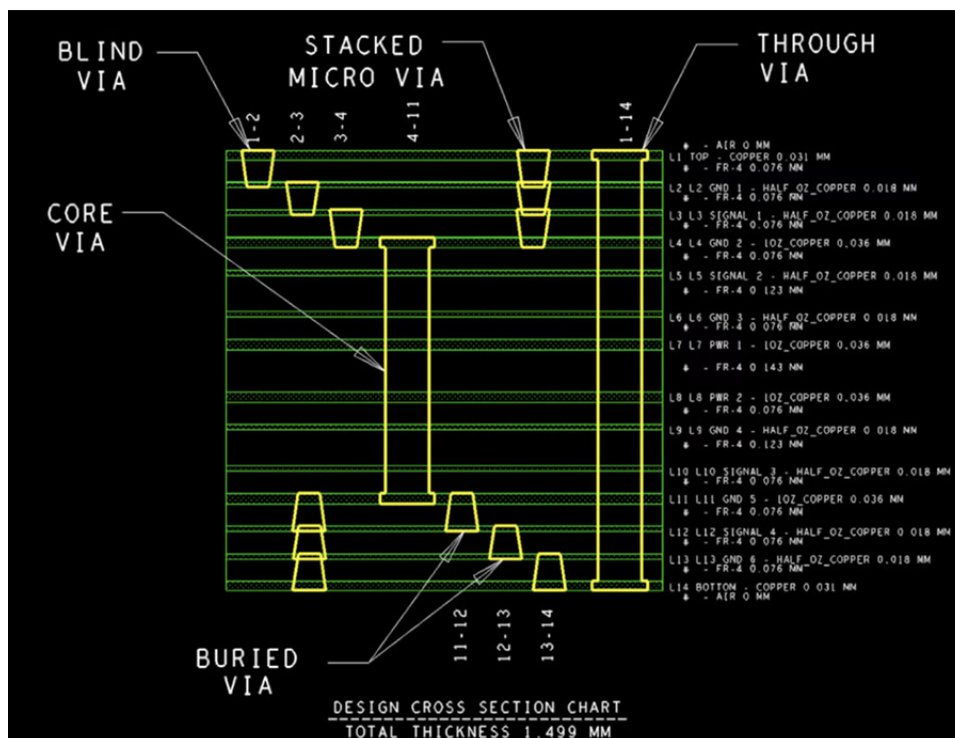 BLIND
VIA
STACKED
MICRO VIA
THROUGH
VIA
1-2
2-3
3-4
4-11
1-14
CORE
VIA
* - AIR 0 MM
L1 TOP - COPPER 0.031 MM
* - FR-4 0.076 MM
L2 L2 GND 1 - HALF_OZ_COPPER 0.018 MM
* - FR-4 0.076 MM
L3 L3 SIGNAL 1 - HALF_OZ_COPPER 0.018 MM
* - FR-4 0.076 MM
L4 L4 GND 2 - 1OZ_COPPER 0.036 MM
* - FR-4 0.076 MM
L5 L5 SIGNAL 2 - HALF_OZ_COPPER 0.018 MM
* - FR-4 0.123 MM
L6 L6 GND 3 - HALF_OZ_COPPER 0.018 MM
* - FR-4 0.076 MM
L7 L7 PWR 1 - 1OZ_COPPER 0.036 MM
* - FR-4 0.143 MM
L8 L8 PWR 2 - 1OZ_COPPER 0.036 MM
* - FR-4 0.076 MM
L9 L9 GND 4 - HALF_OZ_COPPER 0.018 MM
* - FR-4 0.123 MM
L10 L10 SIGNAL 3 - HALF_OZ_COPPER 0.018 MM
* - FR-4 0.076 MM
L11 L11 GND 5 - 1OZ_COPPER 0.036 MM
* - FR-4 0.076 MM
L12 L12 SIGNAL 4 - HALF_OZ_COPPER 0.018 MM
* - FR-4 0.076 MM
L13 L13 GND 6 - HALF_OZ_COPPER 0.018 MM
* - FR-4 0.076 MM
L14 BOTTOM - COPPER 0.031 MM
* - AIR 0 MM
11-12
12-13
13-14
BURIED
VIA
DESIGN CROSS SECTION CHART
TOTAL THICKNESS 1.499 MM